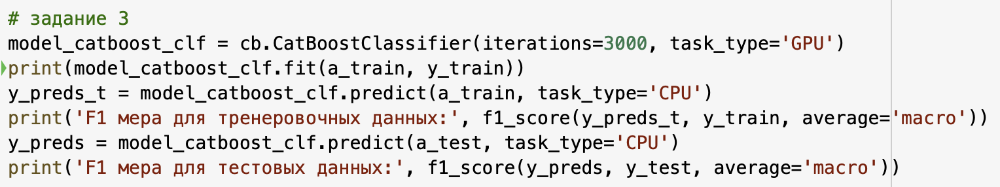 # задание 3
model_catboost_clf = cb.CatBoostClassifier(iterations=3000, task_type='GPU')
print(model_catboost_clf.fit(a_train, y_train))
y_preds_t = model_catboost_clf.predict(a_train, task_type='CPU')
print('F1 мера для тренеровочных данных:', f1_score(y_preds_t, y_train, average='macro'))
y_preds = model_catboost_clf.predict(a_test, task_type='CPU')
print('F1 мера для тестовых данных:', f1_score(y_preds, y_test, average='macro'))